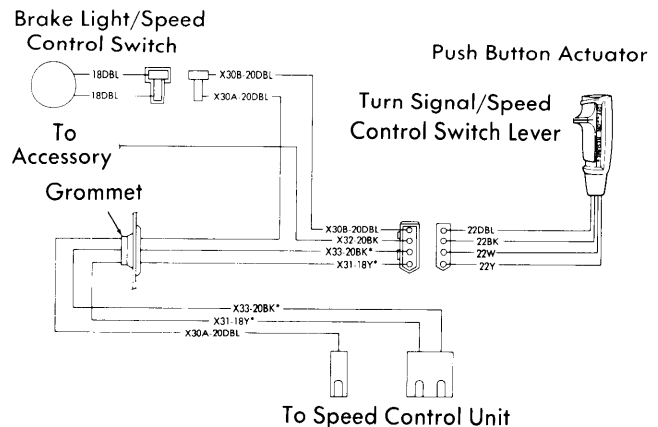 Brake Light/Speed
Control Switch
Push Button Actuator
18DBL
X30B-20DBL
18DBL
X30A-20DBL
Turn Signal/Speed
Control Switch Lever
To
Accessory
Grommet
X30B-20DBL
22DBL
X32-20BK
22BK
X33-20BK*
22W
X31-18Y*
22Y
X33-20BK*
X31-18Y*
X30A-20DBL
To Speed Control Unit